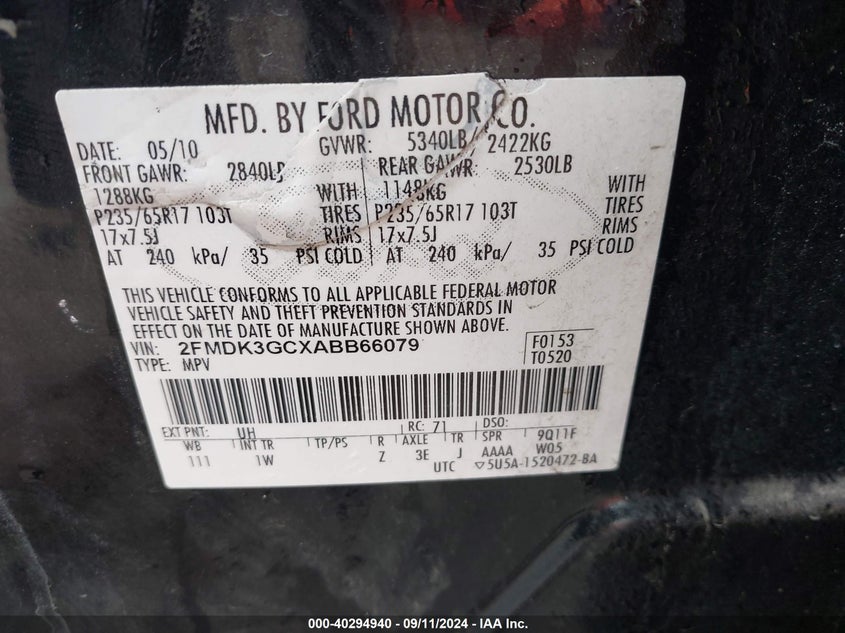 MFD. BY FORD MOTOR CO.
DATE: 05/10 GVWR: 5340LB/ 2422KG
FRONT GAWR: 2840LB REAR GAWR: 2530LB
1288KG WITH 1148KG WITH
P235/65R17 103T TIRES P235/65R17 103T TIRES
17x7.5J RIMS 17x7.5J RIMS
AT 240 kPa/ 35 PSI COLD AT 240 kPa/ 35 PSI COLD
THIS VEHICLE CONFORMS TO ALL APPLICABLE FEDERAL MOTOR
VEHICLE SAFETY AND THEFT PREVENTION STANDARDS IN
EFFECT ON THE DATE OF MANUFACTURE SHOWN ABOVE.
VIN: 2FMDK3GCXABB66079 F0153
TYPE: MPV T0520
EXT PNT: UH RC: 71 DSO:
WB INT TR TP/PS R AXLE TR SPR 9Q11F
111 1W Z 3E J AAAA W05
UTC ▽5U5A-1520472-BA
000-40294940 - 09/11/2024 - IAA Inc.